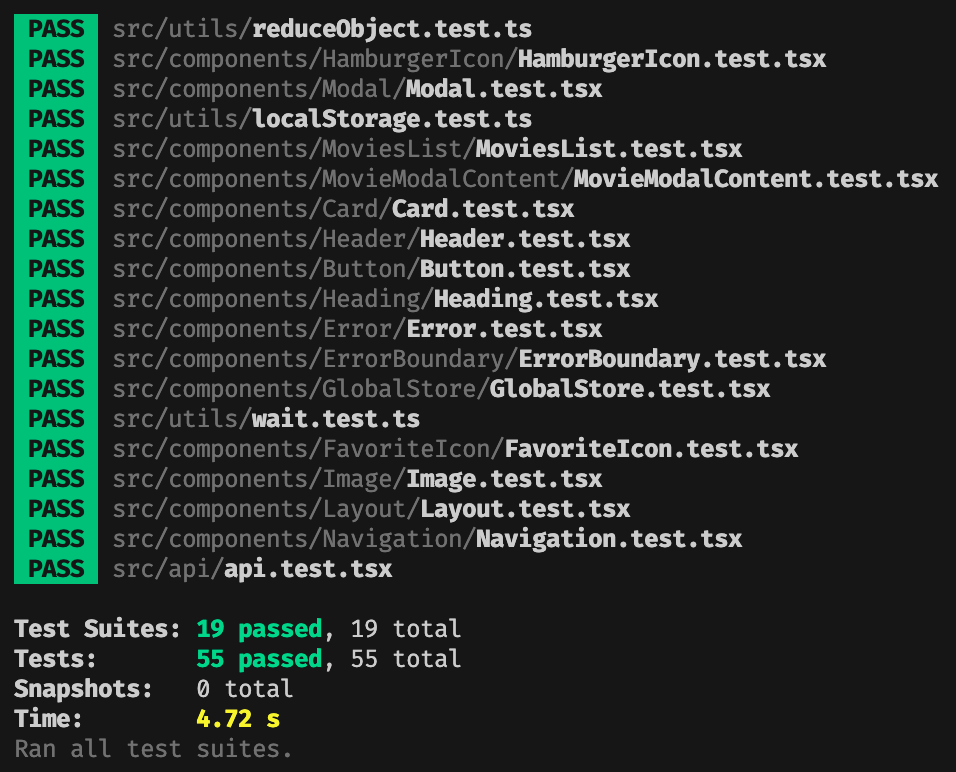 PASS src/utils/reduceObject.test.ts
PASS src/components/HamburgerIcon/HamburgerIcon.test.tsx
PASS src/components/Modal/Modal.test.tsx
PASS src/utils/localStorage.test.ts
PASS src/components/MoviesList/MoviesList.test.tsx
PASS src/components/MovieModalContent/MovieModalContent.test.tsx
PASS src/components/Card/Card.test.tsx
PASS src/components/Header/Header.test.tsx
PASS src/components/Button/Button.test.tsx
PASS src/components/Heading/Heading.test.tsx
PASS src/components/Error/Error.test.tsx
PASS src/components/ErrorBoundary/ErrorBoundary.test.tsx
PASS src/components/GlobalStore/GlobalStore.test.tsx
PASS src/utils/wait.test.ts
PASS src/components/FavoriteIcon/FavoriteIcon.test.tsx
PASS src/components/Image/Image.test.tsx
PASS src/components/Layout/Layout.test.tsx
PASS src/components/Navigation/Navigation.test.tsx
PASS src/api/api.test.tsx
Test Suites: 19 passed, 19 total
Tests: 55 passed, 55 total
Snapshots: 0 total
Time: 4.72 s
Ran all test suites.